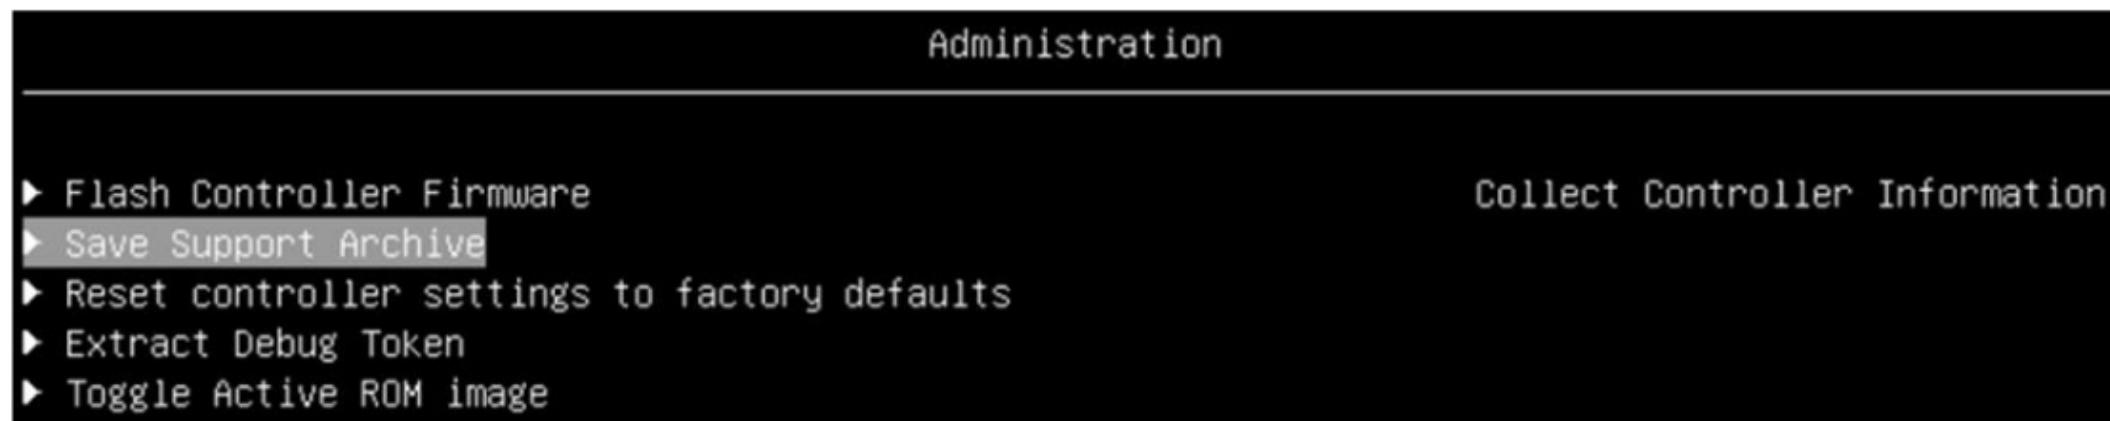 Administration
Flash Controller Firmware
Collect Controller Information
Save Support Archive
Reset controller settings to factory defaults
Extract Debug Token
Toggle Active ROM image